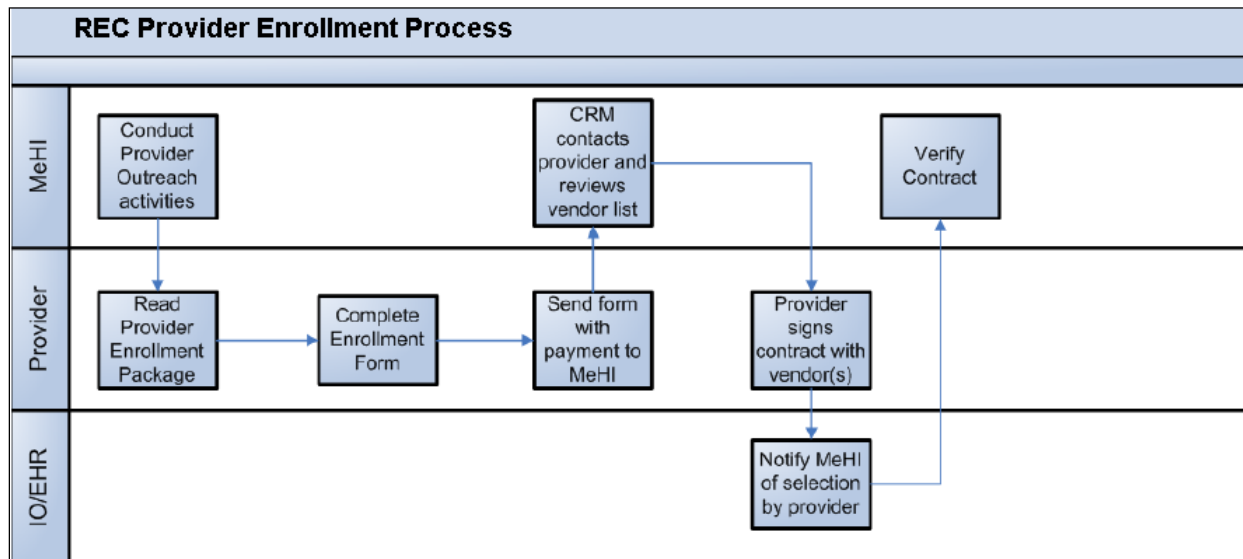 REC Provider Enrollment Process
MeHI
Conduct
Provider
Outreach
activities
CRM
contacts
provider and
reviews
vendor list
Verify
Contract
Provider
Read
Provider
Enrollment
Package
Complete
Enrollment
Form
Send form
with
payment to
MeHI
Provider
signs
contract with
vendor(s)
IO/EHR
Notify MeHI
of selection
by provider